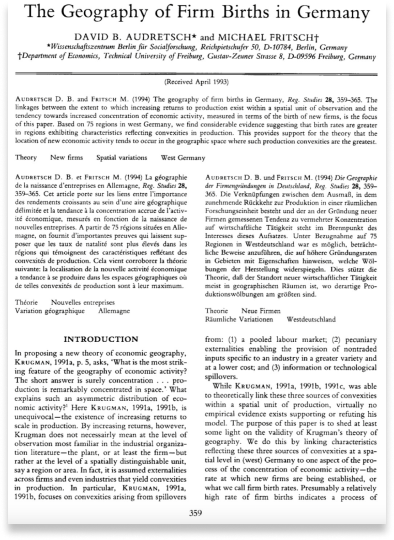 The Geography of Firm Births in Germany
DAVID B. AUDRETSCH* and MICHAEL FRITSCH†
*Wissenschaftszentrum Berlin für Sozialforschung, Reichpietschufer 50, D-10784, Berlin, Germany
†Department of Economics, Technical University of Freiburg, Gustav-Zeuner Strasse 8, D-09596 Freiburg, Germany
(Received April 1993)
AUDRETSCH D. B. and FRITSCH M. (1994) The geography of firm births in Germany, Reg. Studies 28, 359–365. The
linkages between the extent to which increasing returns to production exist within a spatial unit of observation and the
tendency towards increased concentration of economic activity, measured in terms of the birth of new firms, is the focus
of this paper. Based on 75 regions in west Germany, we find considerable evidence suggesting that birth rates are greater
in regions exhibiting characteristics reflecting convexities in production. This provides support for the theory that the
location of new economic activity tends to occur in the geographic space where such production convexities are the greatest.
Theory New firms Spatial variations West Germany
AUDRETSCH D. B. et FRITSCH M. (1994) La géographie
de la naissance d'entreprises en Allemagne, Reg. Studies 28,
359–365. Cet article porte sur les liens entre l'importance
des rendements croissants au sein d'une aire géographique
délimitée et la tendance à la concentration accrue de l'activ-
ité économique, mesurés en fonction de la naissance de
nouvelles entreprises. A partir de 75 régions situées en Alle-
magne, on fournit d'importantes preuves qui laissent sup-
poser que les taux de natalité sont plus élevés dans les
régions qui témoignent des caractéristiques reflétant des
convexités de production. Cela vient corroborer la théorie
suivante: la localisation de la nouvelle activité économique
a tendance à se produire dans les espaces géographiques où
de telles convexités de production sont à leur maximum.
Théorie Nouvelles entreprises
Variation géographique Allemagne
AUDRETSCH D. B. und FRITSCH M. (1994) Die Geographie
der Firmengründungen in Deutschland, Reg. Studies 28, 359–
365. Die Verknüpfungen zwischen dem Ausmaß, in dem
zunehmende Rückkehr zur Produktion in einer räumlichen
Forschungseinheit besteht und der an der Gründung neuer
Firmen gemessenen Tendenz zu vermehrter Konzentration
auf wirtschaftliche Tätigkeit steht im Brennpunkt des
Interesses dieses Aufsatzes. Unter Bezugnahme auf 75
Regionen in Westdeutschland war es möglich, beträcht-
liche Beweise anzuführen, die auf höhere Gründungsraten
in Gebieten mit Eigenschaften hinweisen, welche Wöl-
bungen der Herstellung widerspiegeln. Dies stützt die
Theorie, daß der Standort neuer wirtschaftlicher Tätigkeit
meist in geographischen Räumen ist, wo derartige Pro-
duktionswölbungen am größten sind.
Theorie Neue Firmen
Räumliche Variationen Westdeutschland
INTRODUCTION
In proposing a new theory of economic geography,
KRUGMAN, 1991a, p. 5, asks, 'What is the most strik-
ing feature of the geography of economic activity?
The short answer is surely concentration . . . pro-
duction is remarkably concentrated in space.' What
explains such an asymmetric distribution of eco-
nomic activity?' Here KRUGMAN, 1991a, 1991b, is
unequivocal—the existence of increasing returns to
scale in production. By increasing returns, however,
Krugman does not necessarily mean at the level of
observation most familiar in the industrial organiza-
tion literature—the plant, or at least the firm—but
rather at the level of a spatially distinguishable unit,
say a region or area. In fact, it is assumed externalities
across firms and even industries that yield convexities
in production. In particular, KRUGMAN, 1991a,
1991b, focuses on convexities arising from spillovers
from: (1) a pooled labour market; (2) pecuniary
externalities enabling the provision of nontraded
inputs specific to an industry in a greater variety and
at a lower cost; and (3) information or technological
spillovers.
While KRUGMAN, 1991a, 1991b, 1991c, was able
to theoretically link these three sources of convexities
within a spatial unit of production, virtually no
empirical evidence exists supporting or refuting his
model. The purpose of this paper is to shed at least
some light on the validity of Krugman's theory of
geography. We do this by linking characteristics
reflecting these three sources of convexities at a spa-
tial level in (west) Germany to one aspect of the pro-
cess of the concentration of economic activity—the
rate at which new firms are being established, or
what we call firm birth rates. Presumably a relatively
high rate of firm births indicates a process of
359